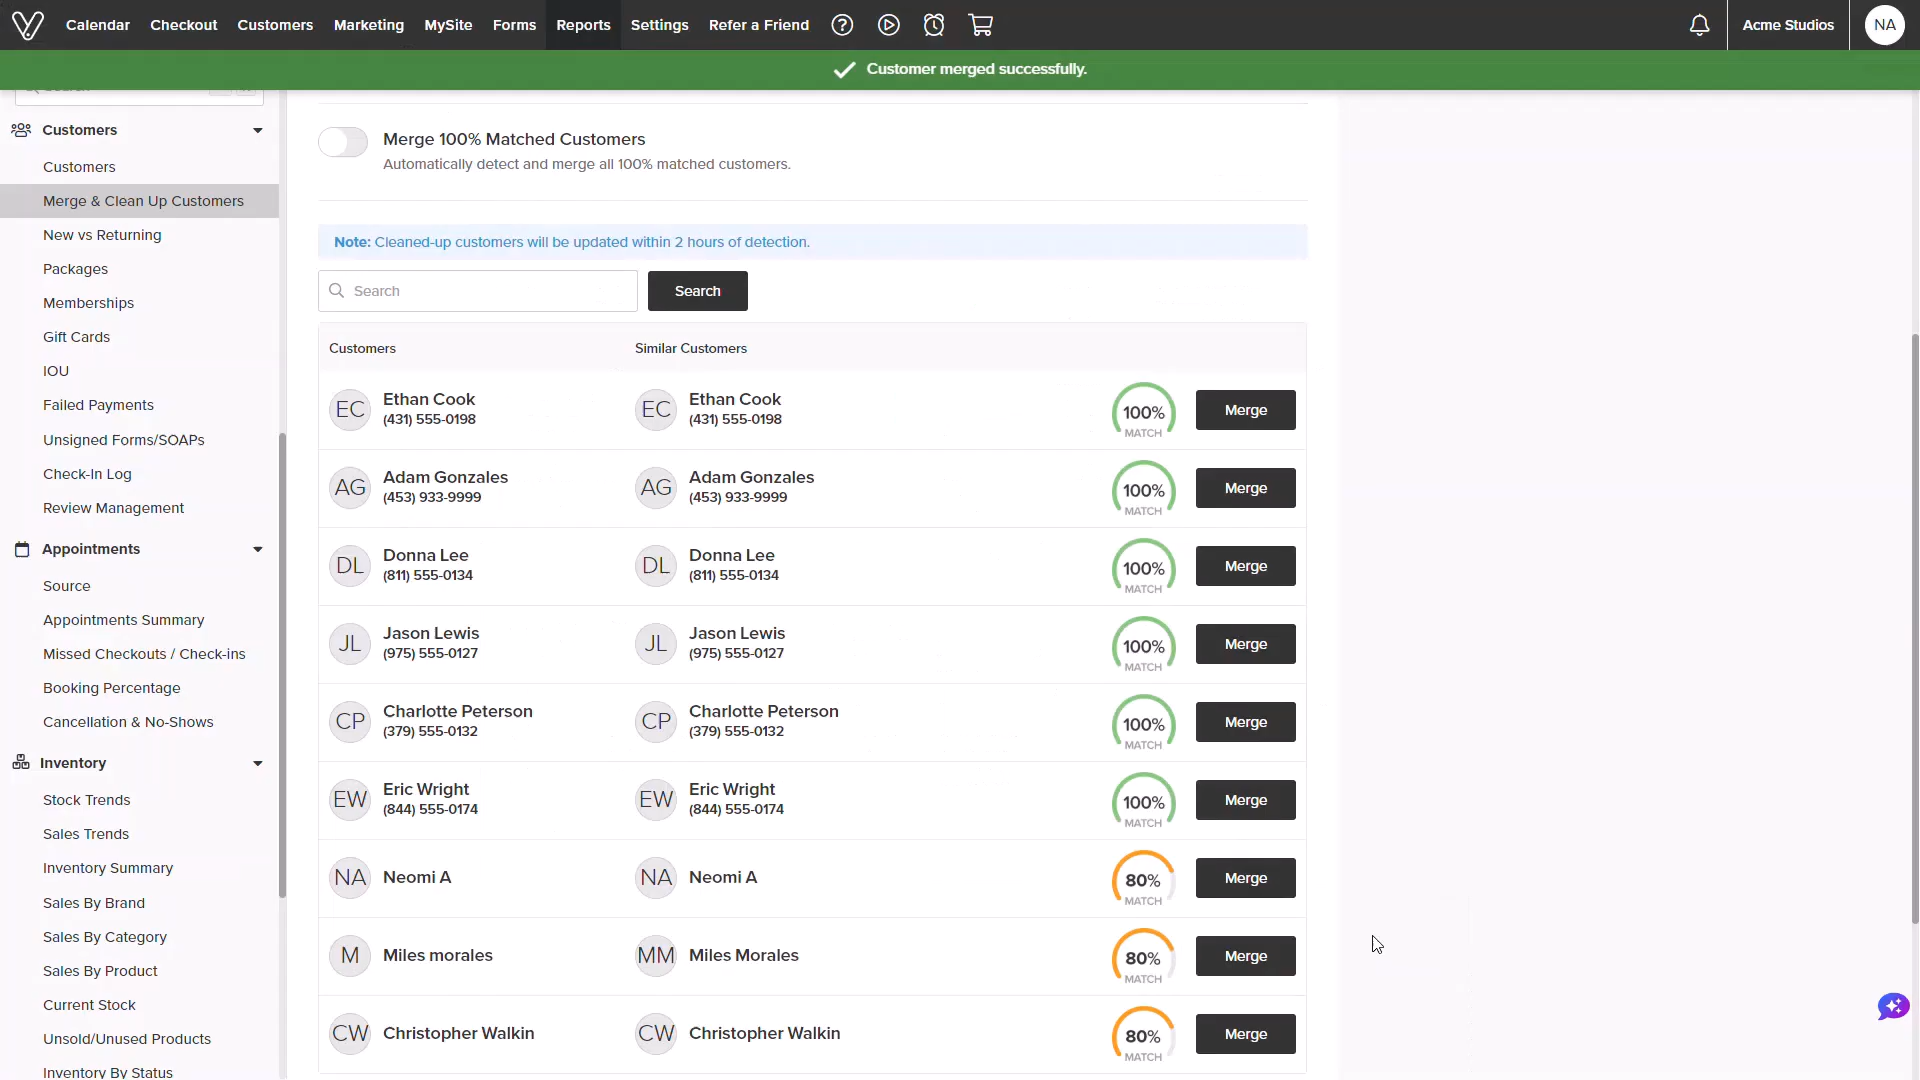 Calendar Checkout Customers Marketing MySite Forms Reports Settings Refer a Friend Acme Studios NA
Customer merged successfully.
Customers
Customers
Merge & Clean Up Customers
New vs Returning
Packages
Memberships
Gift Cards
IOU
Failed Payments
Unsigned Forms/SOAPs
Check-In Log
Review Management
Appointments
Source
Appointments Summary
Missed Checkouts / Check-ins
Booking Percentage
Cancellation & No-Shows
Inventory
Stock Trends
Sales Trends
Inventory Summary
Sales By Brand
Sales By Category
Sales By Product
Current Stock
Unsold/Unused Products
Inventory By Status
Merge 100% Matched Customers
Automatically detect and merge all 100% matched customers.
Note: Cleaned-up customers will be updated within 2 hours of detection.
Search Search
Customers Similar Customers
EC Ethan Cook EC Ethan Cook 100% Merge
(431) 555-0198 (431) 555-0198 MATCH
AG Adam Gonzales AG Adam Gonzales 100% Merge
(453) 933-9999 (453) 933-9999 MATCH
DL Donna Lee DL Donna Lee 100% Merge
(811) 555-0134 (811) 555-0134 MATCH
JL Jason Lewis JL Jason Lewis 100% Merge
(975) 555-0127 (975) 555-0127 MATCH
CP Charlotte Peterson CP Charlotte Peterson 100% Merge
(379) 555-0132 (379) 555-0132 MATCH
EW Eric Wright EW Eric Wright 100% Merge
(844) 555-0174 (844) 555-0174 MATCH
NA Neomi A NA Neomi A 80% Merge
MATCH
M Miles morales MM Miles Morales 80% Merge
MATCH
CW Christopher Walkin CW Christopher Walkin 80% Merge
MATCH